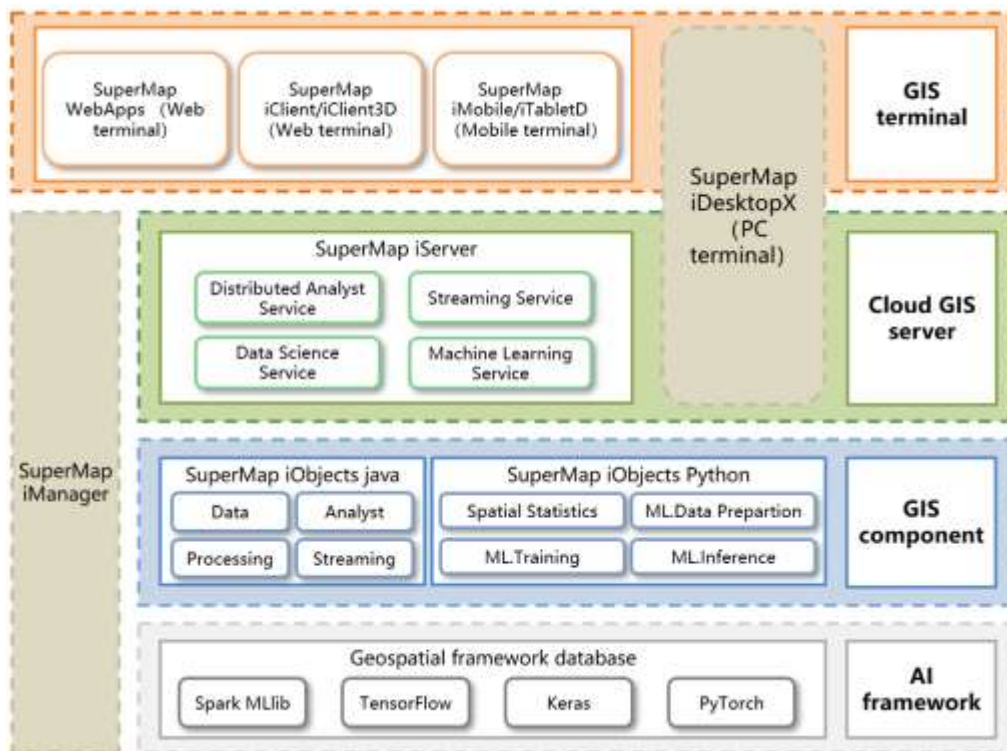 SuperMap
WebApps (Web
terminal)
SuperMap
iClient/iClient3D
(Web terminal)
SuperMap
iMobile/iTabletD
(Mobile terminal)
SuperMap
iDesktopX
(PC
terminal)
GIS
terminal
SuperMap iServer
Distributed Analyst
Service
Streaming Service
Data Science
Service
Machine Learning
Service
Cloud GIS
server
SuperMap
iManager
SuperMap iObjects java
Data
Analyst
Processing
Streaming
SuperMap iObjects Python
Spatial Statistics
ML.Data Prepartion
ML.Training
ML.Inference
GIS
component
Geospatial framework database
Spark MLlib
TensorFlow
Keras
PyTorch
AI
framework